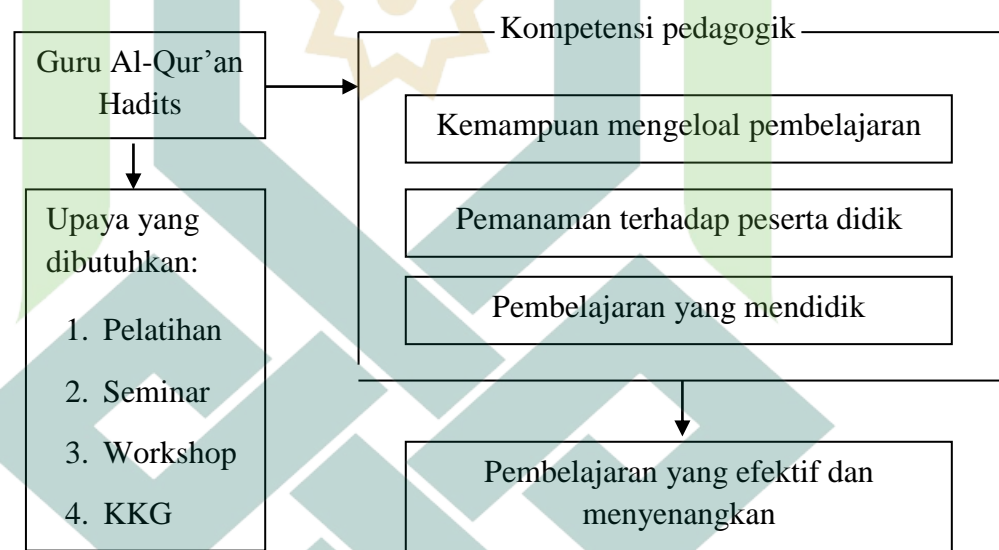 Guru Al-Qur'an
Hadits
Upaya yang
dibutuhkan:
1. Pelatihan
2. Seminar
3. Workshop
4. KKG
Kompetensi pedagogik
Kemampuan mengeloal pembelajaran
Pemanaman terhadap peserta didik
Pembelajaran yang mendidik
Pembelajaran yang efektif dan
menyenangkan